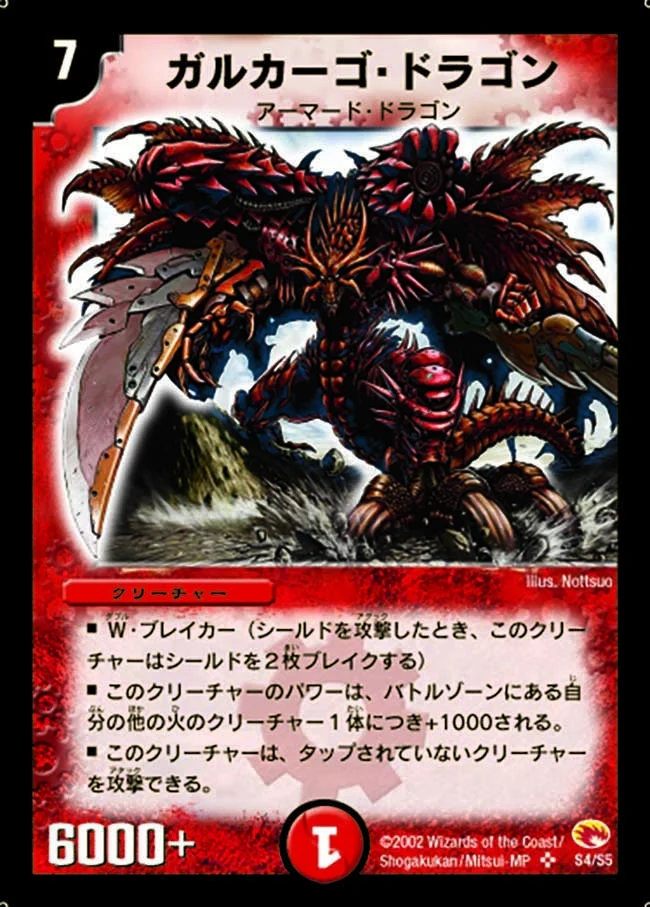 7
ガルカーゴ・ドラゴン
アーマード・ドラゴン
Illus. Nottsuo
クリーチャー
■ W・ブレイカー（シールドを攻撃したとき、このクリー
チャーはシールドを２枚ブレイクする）
■ このクリーチャーのパワーは、バトルゾーンにある自
分の他の火のクリーチャー１体につき+1000される。
■ このクリーチャーは、タップされていないクリーチャー
を攻撃できる。
6000+
1
©2002 Wizards of the Coast/
Shogakukan/Mitsui-MP
S4/S5